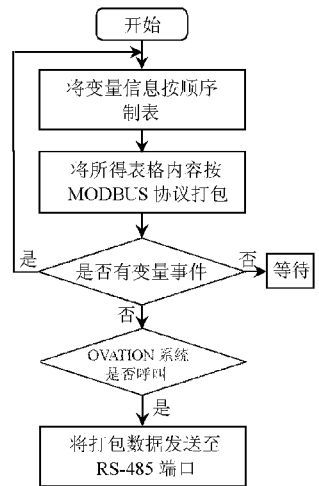 开始
将变量信息按顺序
制表
将所得表格内容按
MODBUS 协议打包
是
是否有变量事件
否
等待
否
OVATION 系统
是否呼叫
是
将打包数据发送至
RS-485 端口